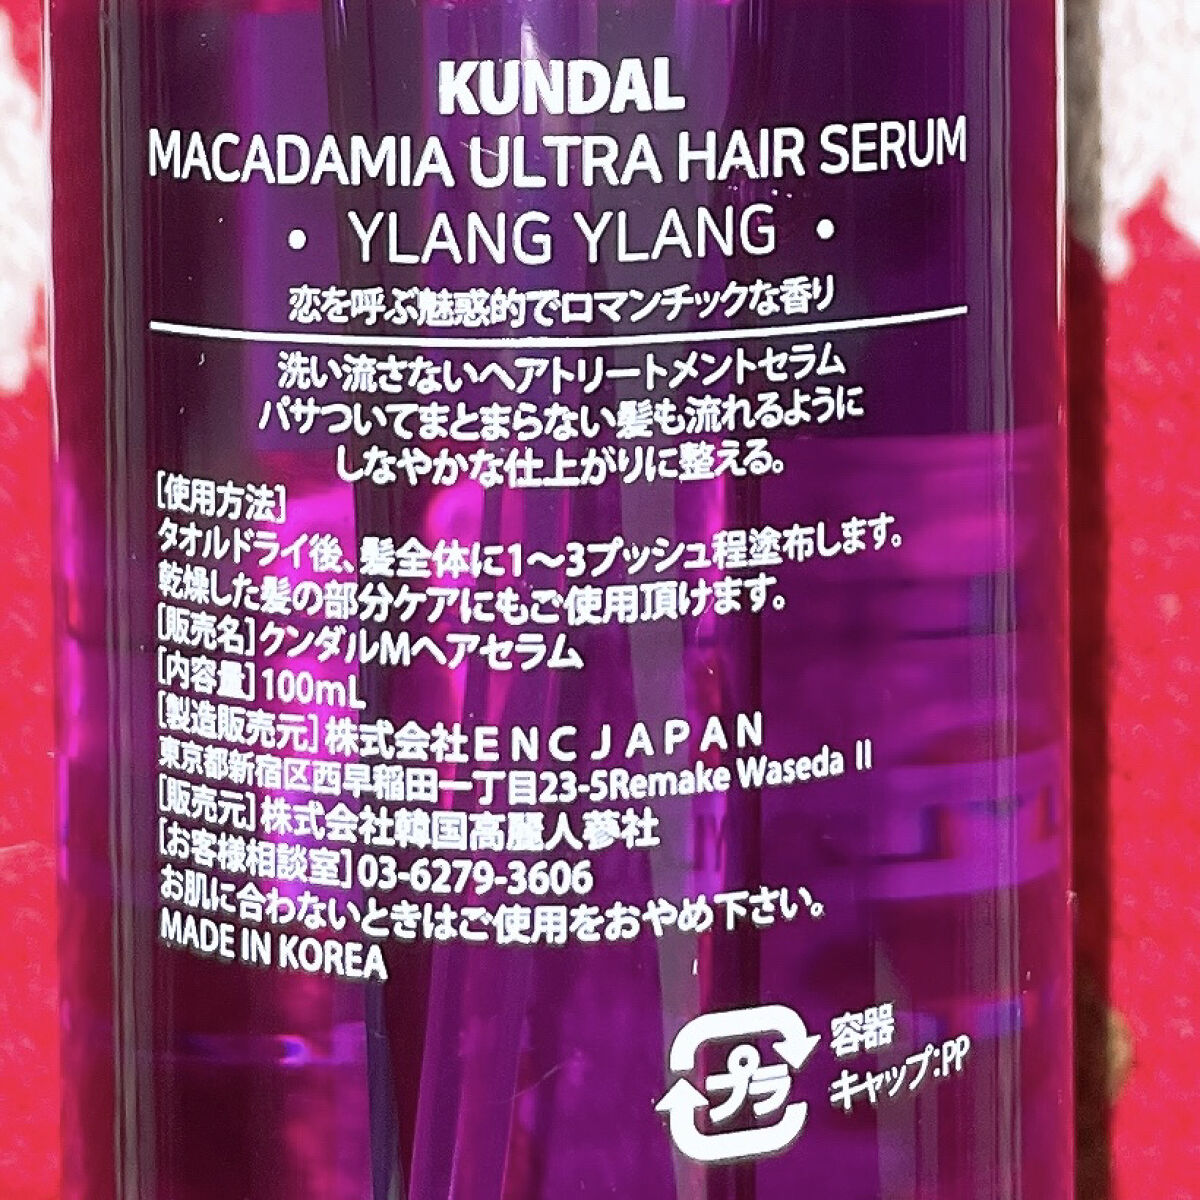 KUNDAL
MACADAMIA ULTRA HAIR SERUM
• YLANG YLANG •
恋を呼ぶ魅惑的でロマンチックな香り
洗い流さないヘアトリートメントセラム
パサついてまとまらない髪も流れるように
しなやかな仕上がりに整える。
[使用方法]
タオルドライ後、髪全体に1〜3プッシュ程塗布します。
乾燥した髪の部分ケアにもご使用頂けます。
[販売名]クンダルMヘアセラム
[内容量]100mL
[製造販売元]株式会社ENC JAPAN
東京都新宿区西早稲田一丁目23-5Remake Waseda II
[販売元]株式会社韓国高麗人蔘社
[お客様相談室]03-6279-3606
お肌に合わないときはご使用をおやめ下さい。
MADE IN KOREA
プラ
容器
キャップ:PP